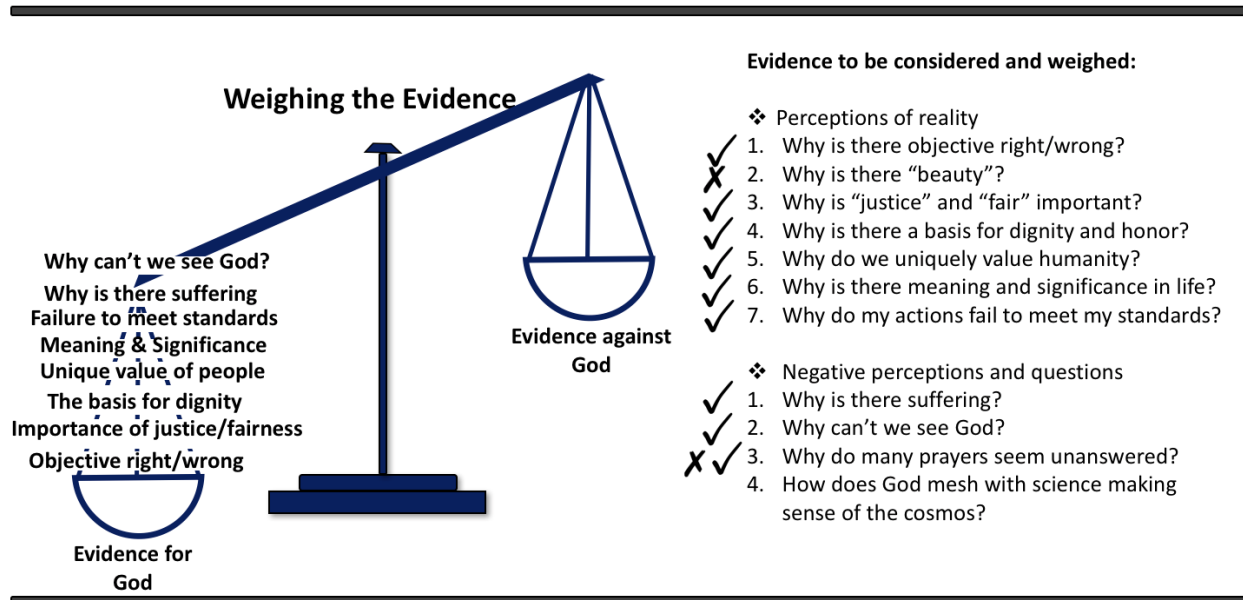 Weighing the Evidence
Why can't we see God?
Why is there suffering
Failure to meet standards
Meaning & Significance
Unique value of people
The basis for dignity
Importance of justice/fairness
Objective right/wrong
Evidence for
God
Evidence against
God
Evidence to be considered and weighed:
❖ Perceptions of reality
✓ 1. Why is there objective right/wrong?
✗ 2. Why is there “beauty”?
✓ 3. Why is “justice” and “fair” important?
✓ 4. Why is there a basis for dignity and honor?
✓ 5. Why do we uniquely value humanity?
✓ 6. Why is there meaning and significance in life?
✓ 7. Why do my actions fail to meet my standards?
❖ Negative perceptions and questions
✓ 1. Why is there suffering?
✓ 2. Why can't we see God?
✗ ✓ 3. Why do many prayers seem unanswered?
4. How does God mesh with science making
sense of the cosmos?